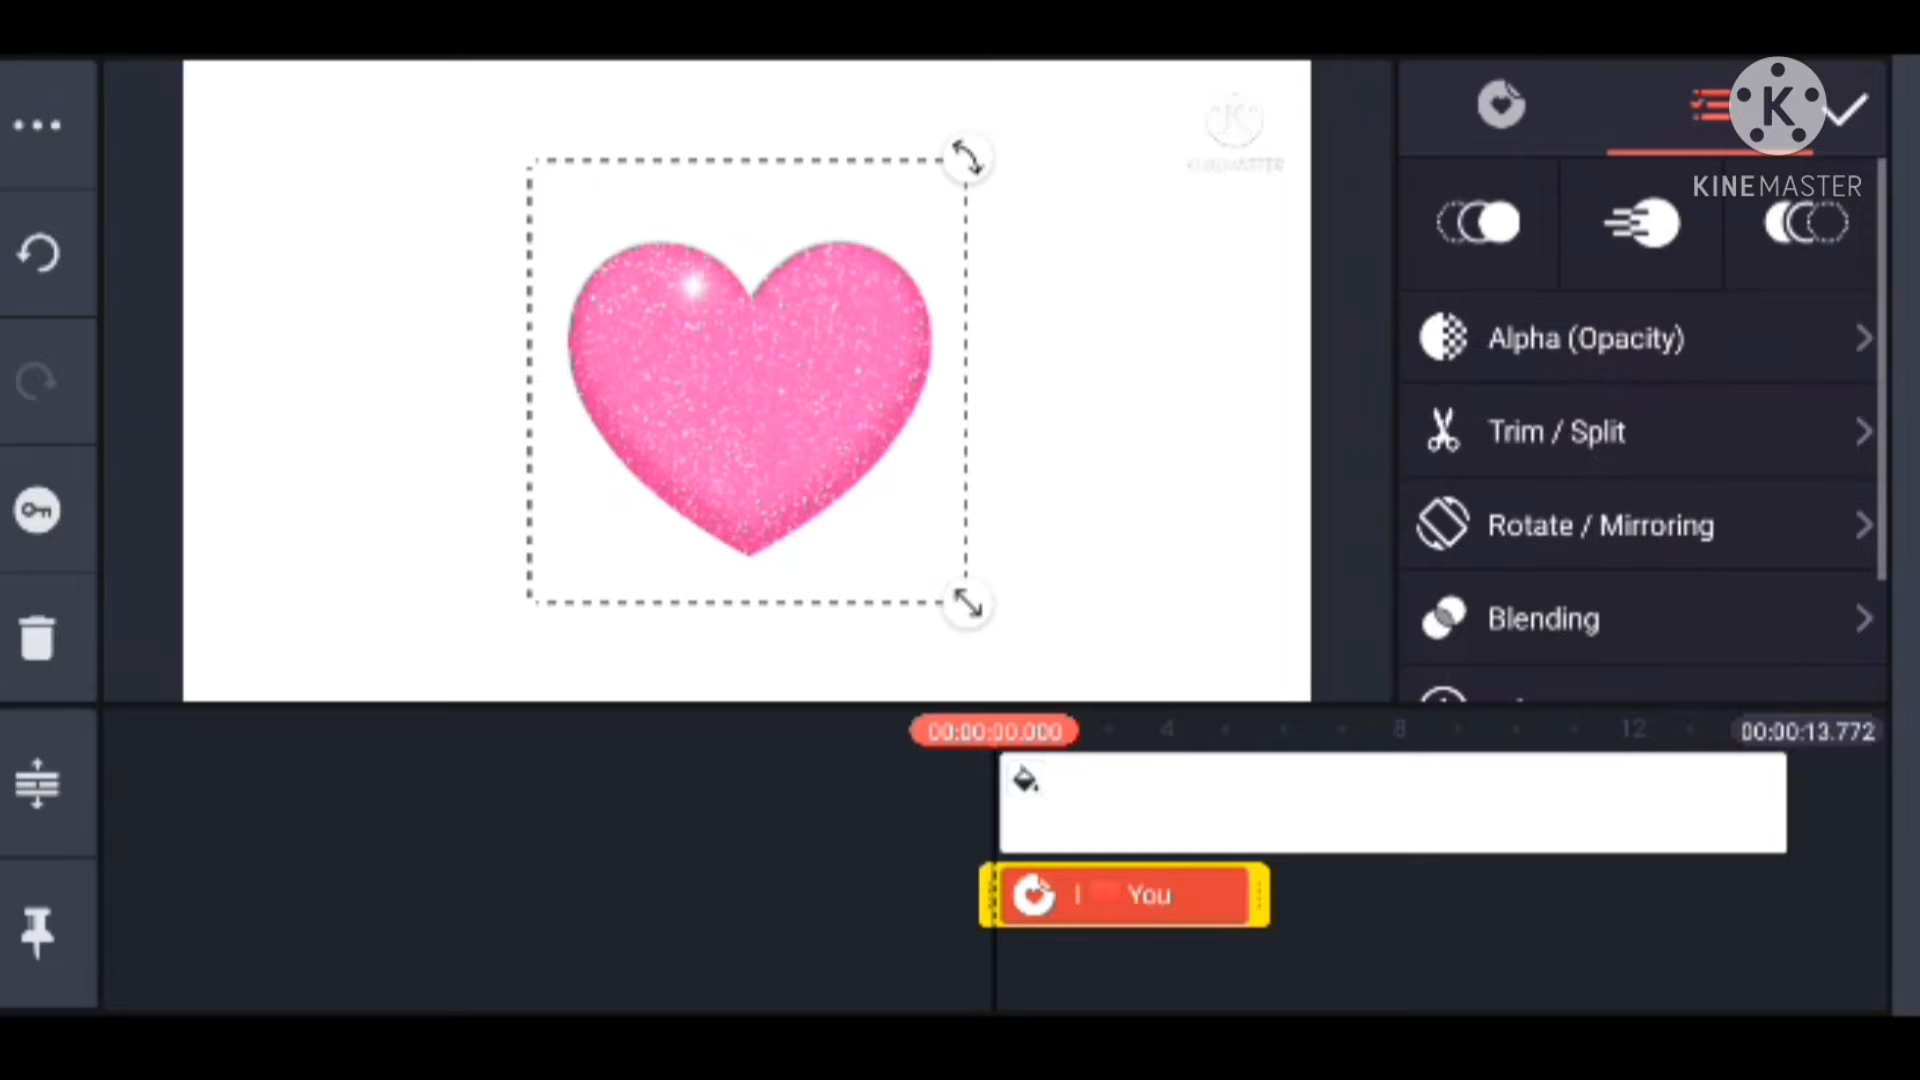 KINEMASTER
KINEMASTER
Alpha (Opacity)
Trim / Split
Rotate / Mirroring
Blending
00:00:00.000
4
8
12
00:00:13.772
I You